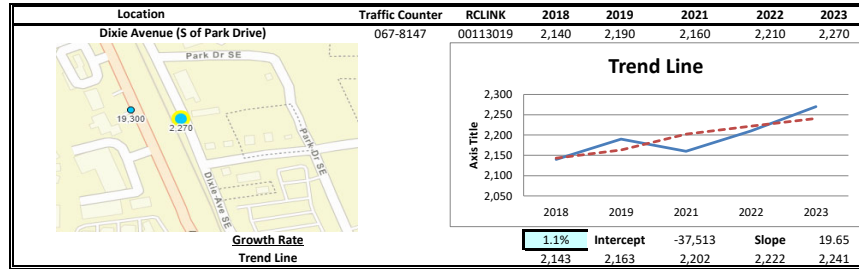 Location Traffic Counter RCLINK 2018 2019 2021 2022 2023
Dixie Avenue (S of Park Drive) 067-8147 00113019 2,140 2,190 2,160 2,210 2,270
Park Dr SE
19,300
2,270
Park Dr SE
Dixie Ave SE
Trend Line
Axis Title
2,300
2,250
2,200
2,150
2,100
2,050
2018 2019 2021 2022 2023
Growth Rate 1.1% Intercept -37,513 Slope 19.65
Trend Line 2,143 2,163 2,202 2,222 2,241